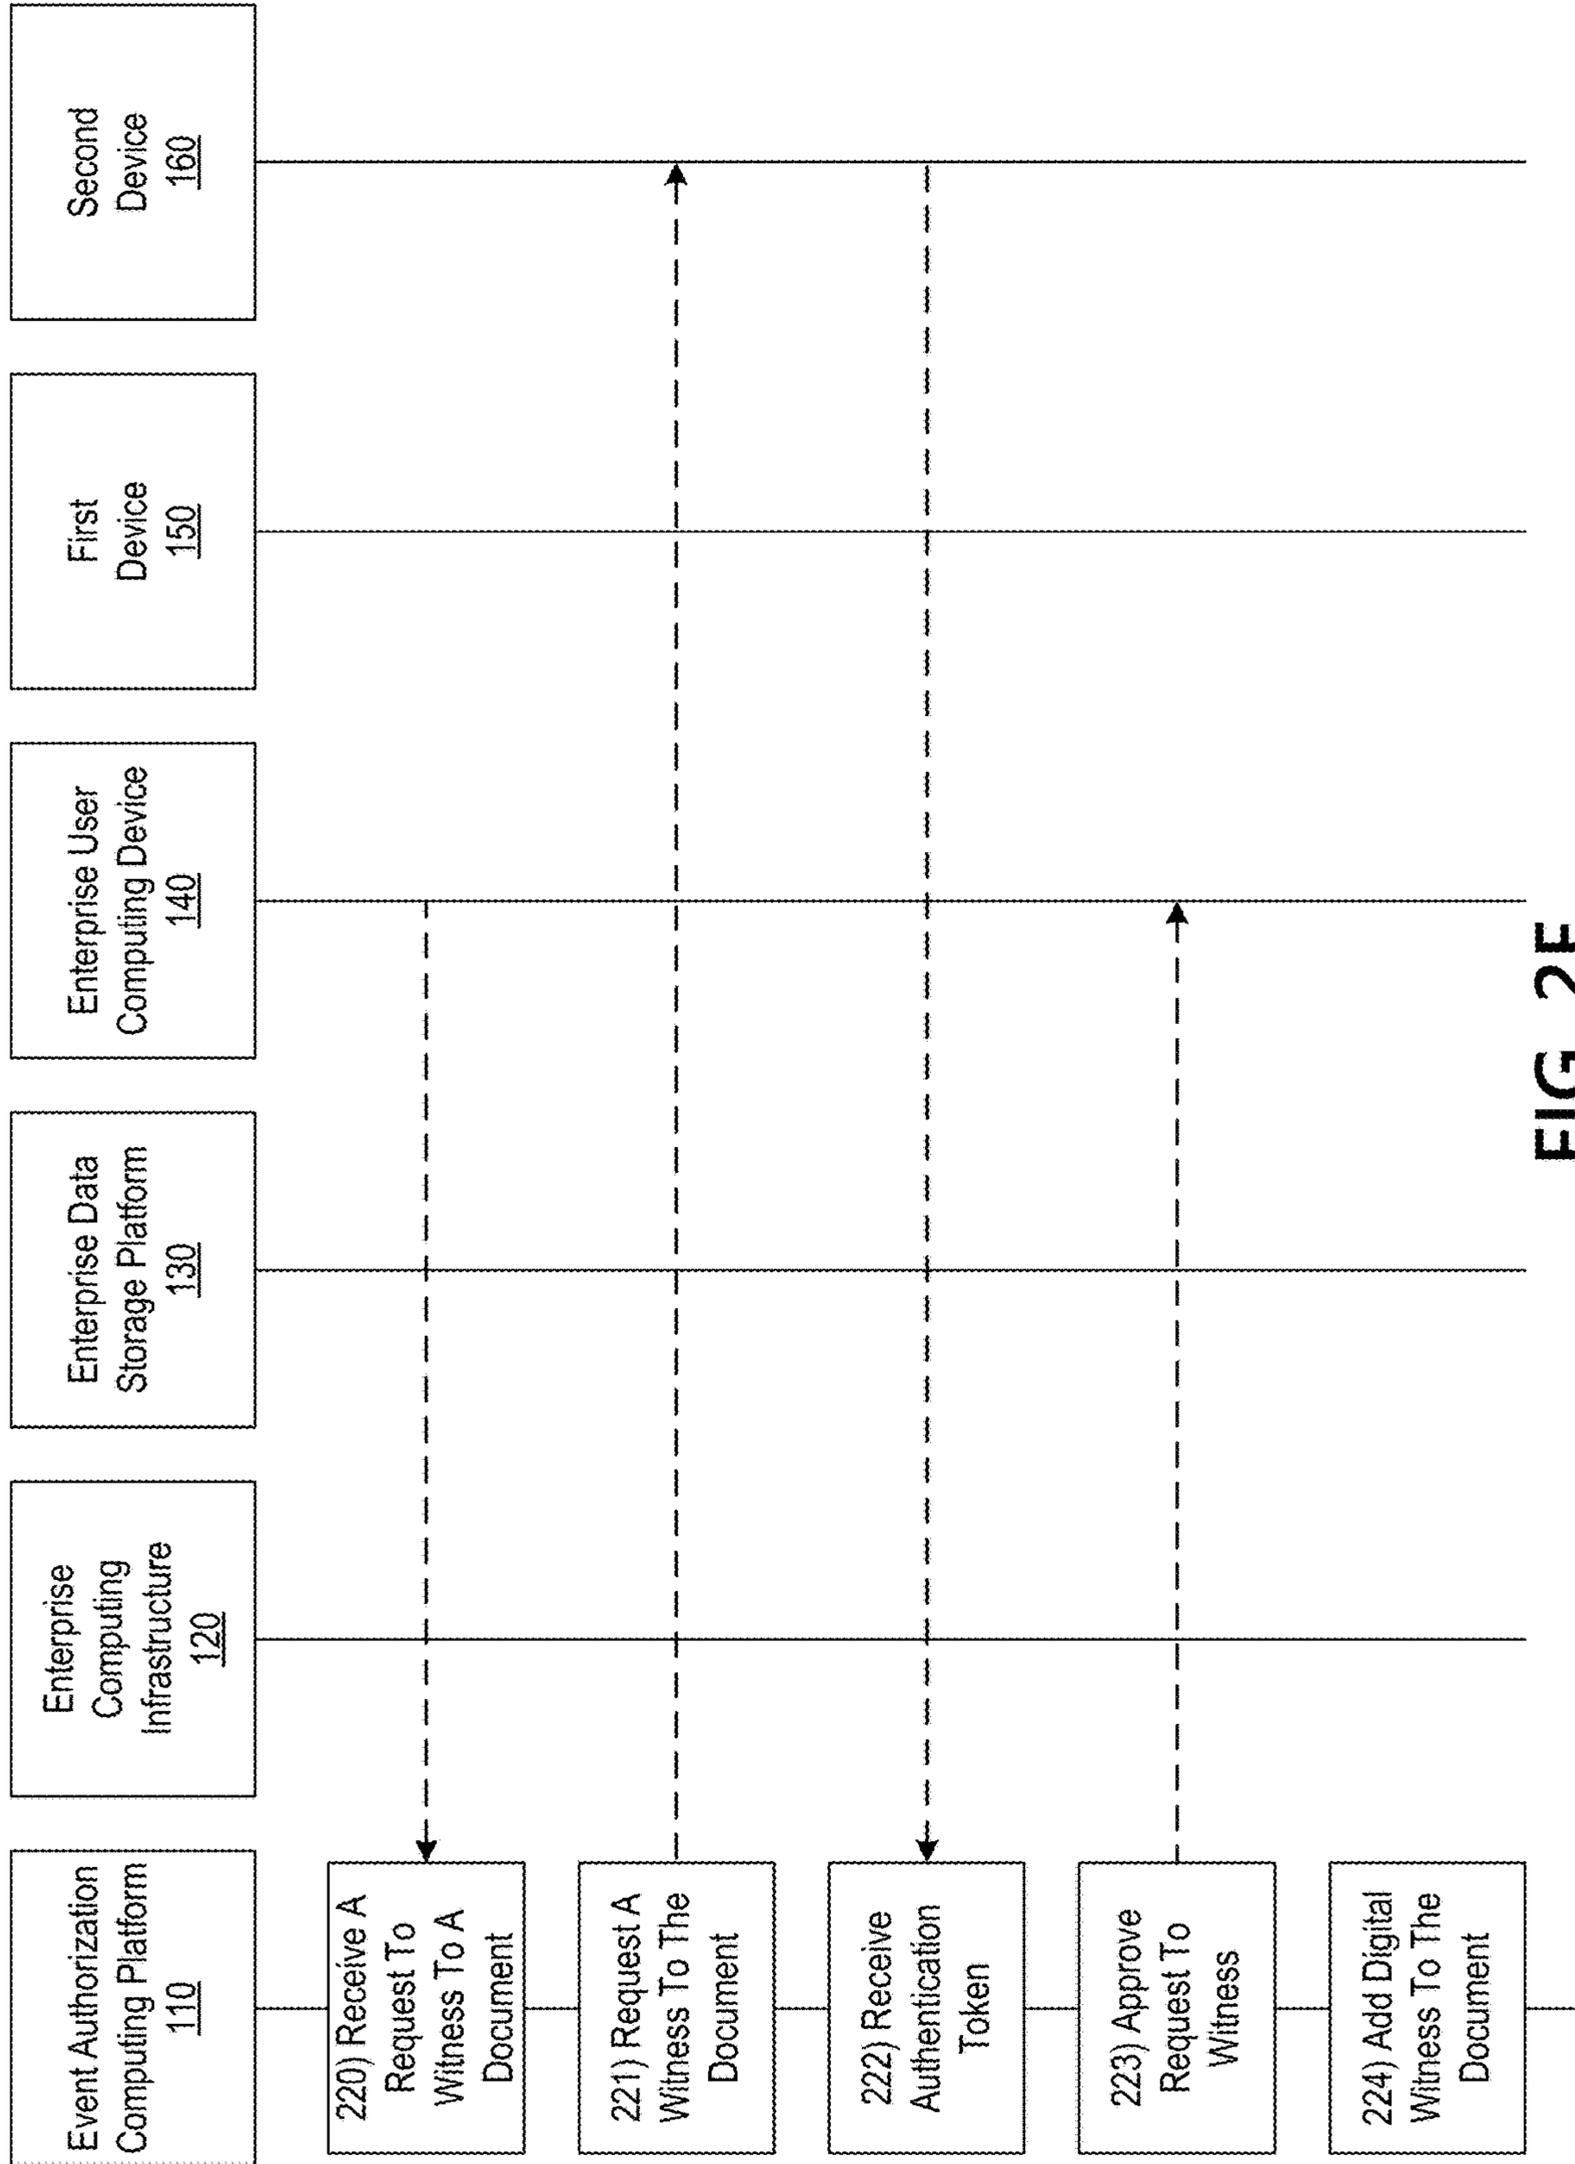 Event Authorization
Computing Platform
110
Enterprise
Computing
Infrastructure
120
Enterprise Data
Storage Platform
130
Enterprise User
Computing Device
140
First
Device
150
Second
Device
160
220) Receive A
Request To
Witness To A
Document
221) Request A
Witness To The
Document
222) Receive
Authentication
Token
223) Approve
Request To
Witness
224) Add Digital
Witness To The
Document
FIG